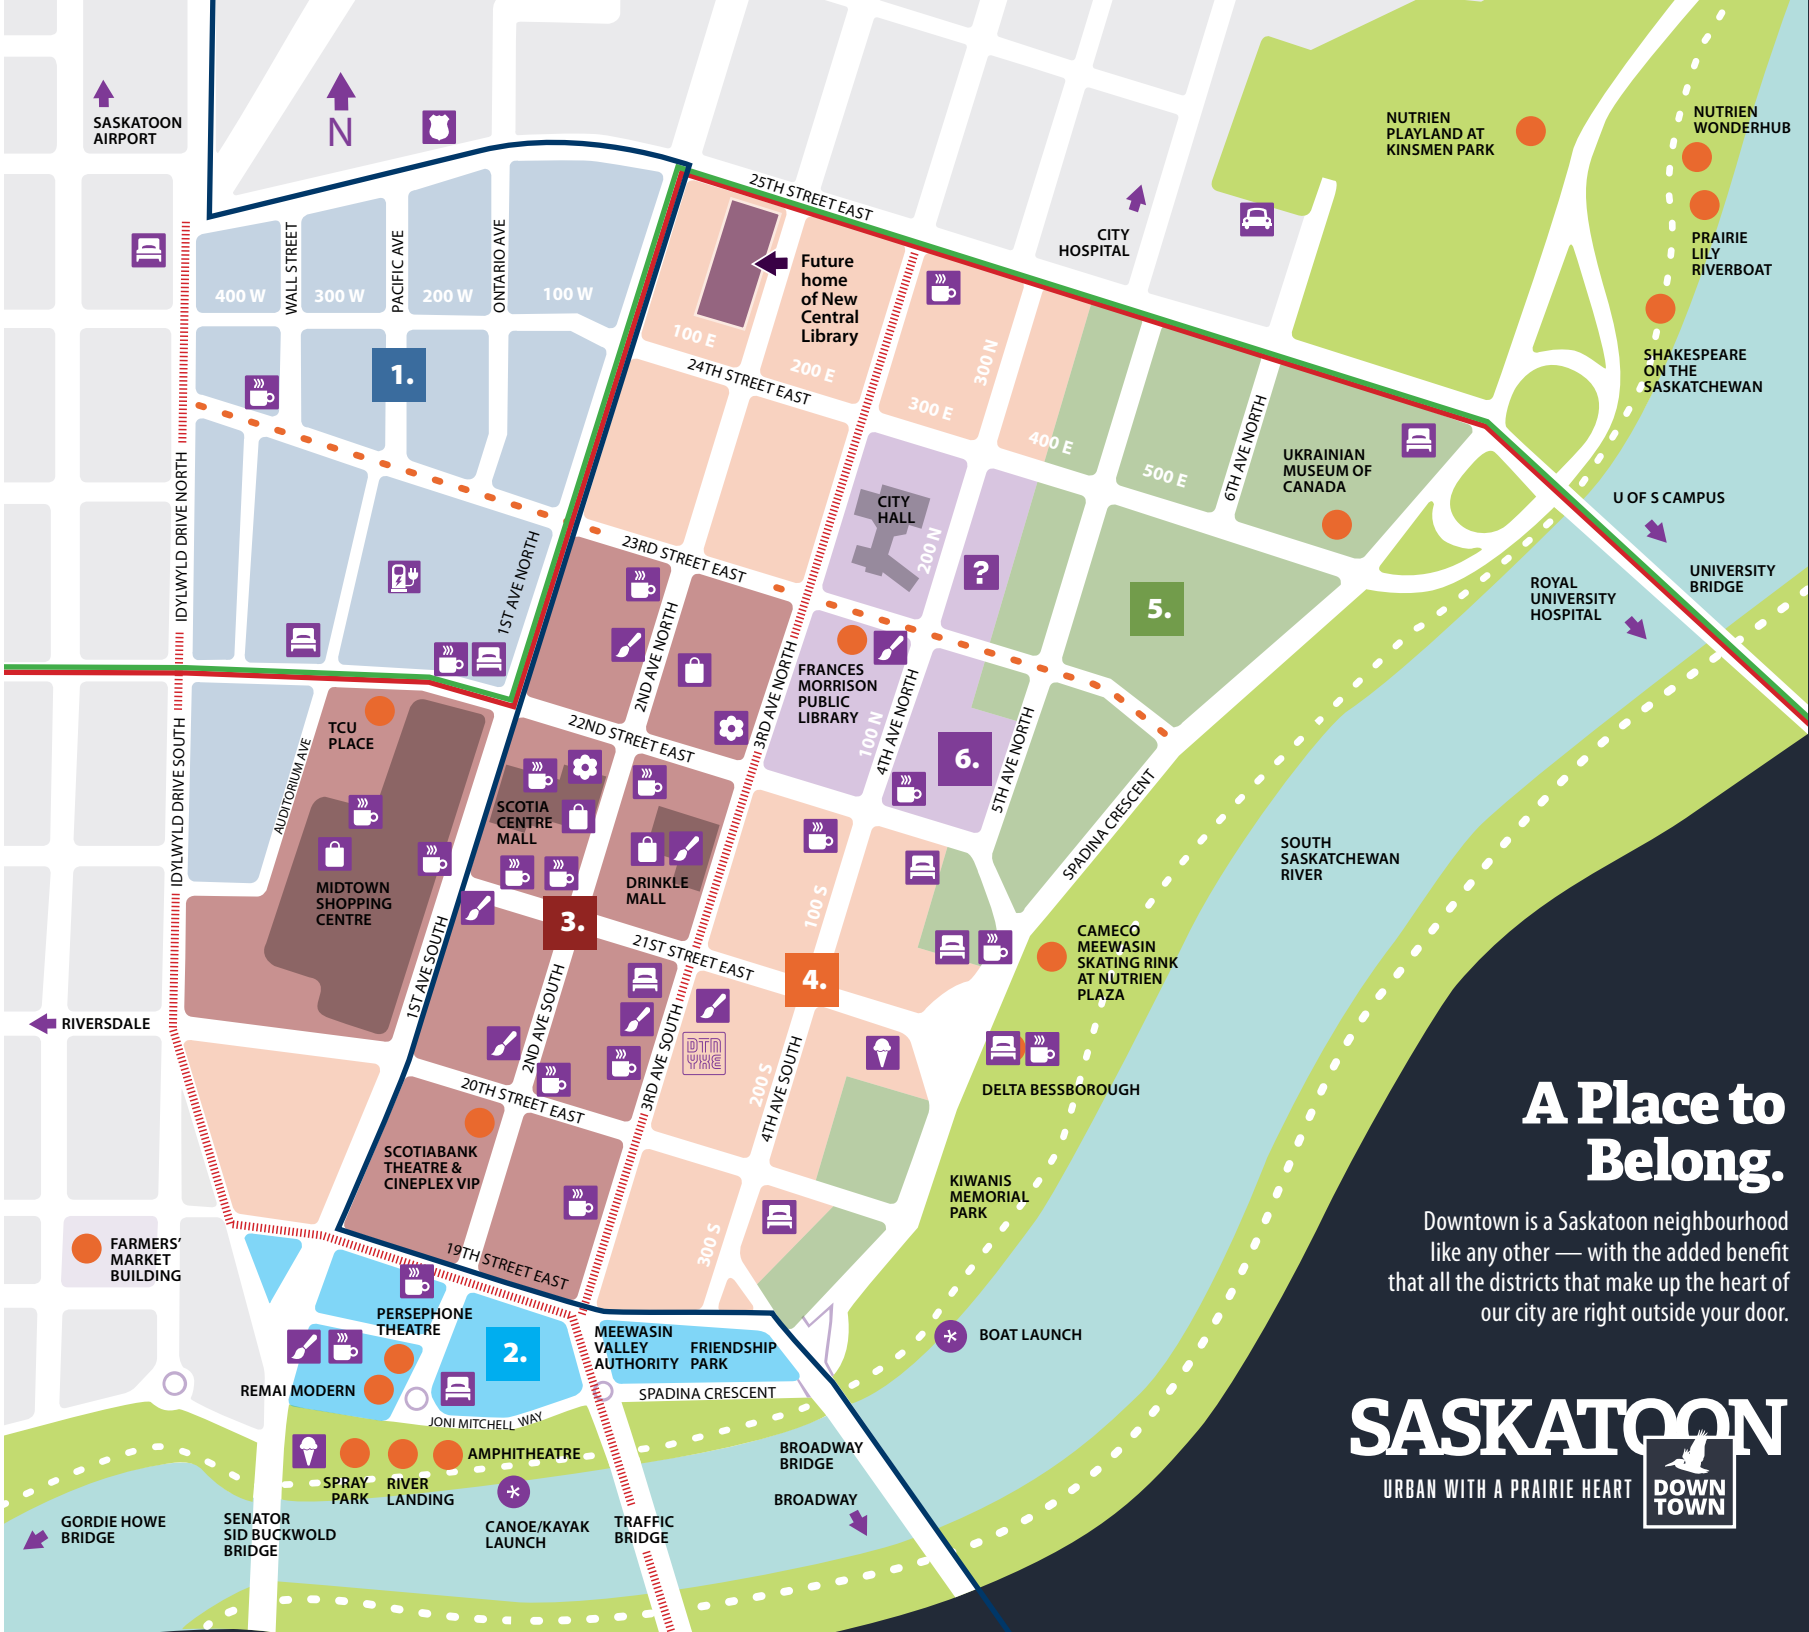 SASKATOON
AIRPORT
N
NUTRIEN
PLAYLAND AT
KINSMEN PARK
NUTRIEN
WONDERHUB
PRAIRIE
LILY
RIVERBOAT
SHAKESPEARE
ON THE
SASKATCHEWAN
25TH STREET EAST
CITY
HOSPITAL
WALL STREET
PACIFIC AVE
ONTARIO AVE
400 W
300 W
200 W
100 W
Future
home
of New
Central
Library
100 E
200 E
300 E
400 E
500 E
300 N
24TH STREET EAST
1.
6TH AVE NORTH
UKRAINIAN
MUSEUM OF
CANADA
U OF S CAMPUS
UNIVERSITY
BRIDGE
ROYAL
UNIVERSITY
HOSPITAL
IDYLWYLD DRIVE NORTH
1ST AVE NORTH
23RD STREET EAST
CITY
HALL
200 N
?
5.
2ND AVE NORTH
3RD AVE NORTH
FRANCES
MORRISON
PUBLIC
LIBRARY
100 N
4TH AVE NORTH
5TH AVE NORTH
6.
SPADINA CRESCENT
22ND STREET EAST
TCU
PLACE
AUDITORIUM AVE
IDYLWYLD DRIVE SOUTH
SCOTIA
CENTRE
MALL
DRINKLE
MALL
MIDTOWN
SHOPPING
CENTRE
SOUTH
SASKATCHEWAN
RIVER
3.
21ST STREET EAST
100 S
4.
CAMECO
MEEWASIN
SKATING RINK
AT NUTRIEN
PLAZA
RIVERSDALE
1ST AVE SOUTH
2ND AVE SOUTH
3RD AVE SOUTH
DTN
YXE
200 S
4TH AVE SOUTH
DELTA BESSBOROUGH
20TH STREET EAST
SCOTIABANK
THEATRE &
CINEPLEX VIP
KIWANIS
MEMORIAL
PARK
300 S
19TH STREET EAST
FARMERS'
MARKET
BUILDING
PERSEPHONE
THEATRE
2.
MEEWASIN
VALLEY
AUTHORITY
FRIENDSHIP
PARK
SPADINA CRESCENT
REMAI MODERN
JONI MITCHELL WAY
BOAT LAUNCH
AMPHITHEATRE
SPRAY
PARK
RIVER
LANDING
CANOE/KAYAK
LAUNCH
GORDIE HOWE
BRIDGE
SENATOR
SID BUCKWOLD
BRIDGE
TRAFFIC
BRIDGE
BROADWAY
BRIDGE
BROADWAY
A Place to
Belong.
Downtown is a Saskatoon neighbourhood
like any other — with the added benefit
that all the districts that make up the heart of
our city are right outside your door.
SASKATOON
URBAN WITH A PRAIRIE HEART
DOWN
TOWN